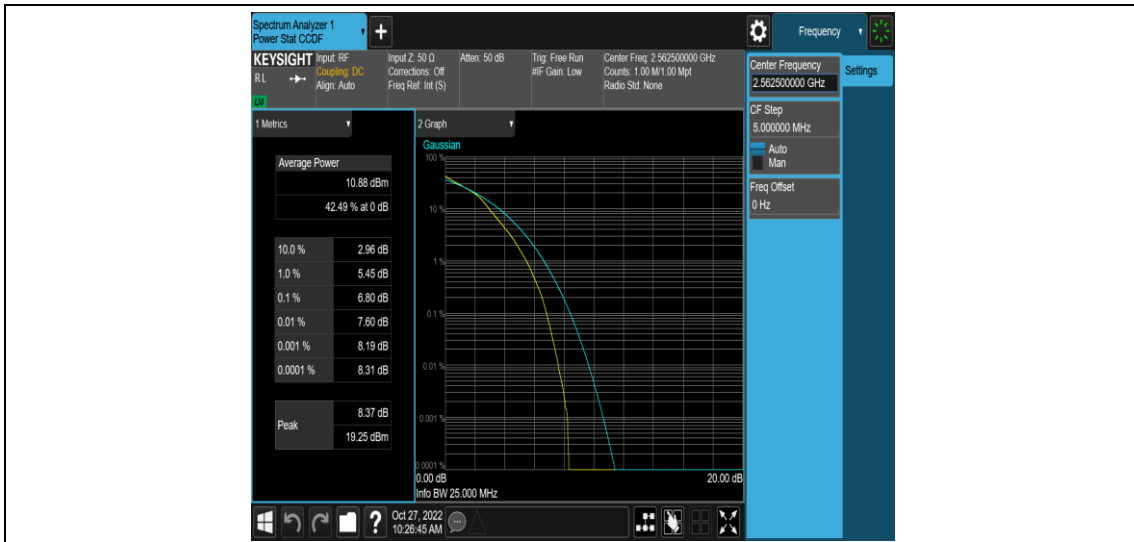 Spectrum Analyzer 1
Power Stat CCDF
+
Frequency
KEYSIGHT
RL
LXI
Input: RF
Coupling: DC
Align: Auto
Input Z: 50 Ω
Corrections: Off
Freq Ref: Int (S)
Atten: 50 dB
Trig: Free Run
#IF Gain: Low
Center Freq: 2.562500000 GHz
Counts: 1.00 M/1.00 Mpt
Radio Std: None
Center Frequency
2.562500000 GHz
Settings
CF Step
5.000000 MHz
Auto
Man
Freq Offset
0 Hz
1 Metrics
Average Power
10.88 dBm
42.49 % at 0 dB
10.0 % 2.96 dB
1.0 % 5.45 dB
0.1 % 6.80 dB
0.01 % 7.60 dB
0.001 % 8.19 dB
0.0001 % 8.31 dB
Peak
8.37 dB
19.25 dBm
2 Graph
Gaussian
100 %
10 %
1 %
0.1 %
0.01 %
0.001 %
0.0001 %
0.00 dB 20.00 dB
Info BW 25.000 MHz
?
Oct 27, 2022
10:26:45 AM